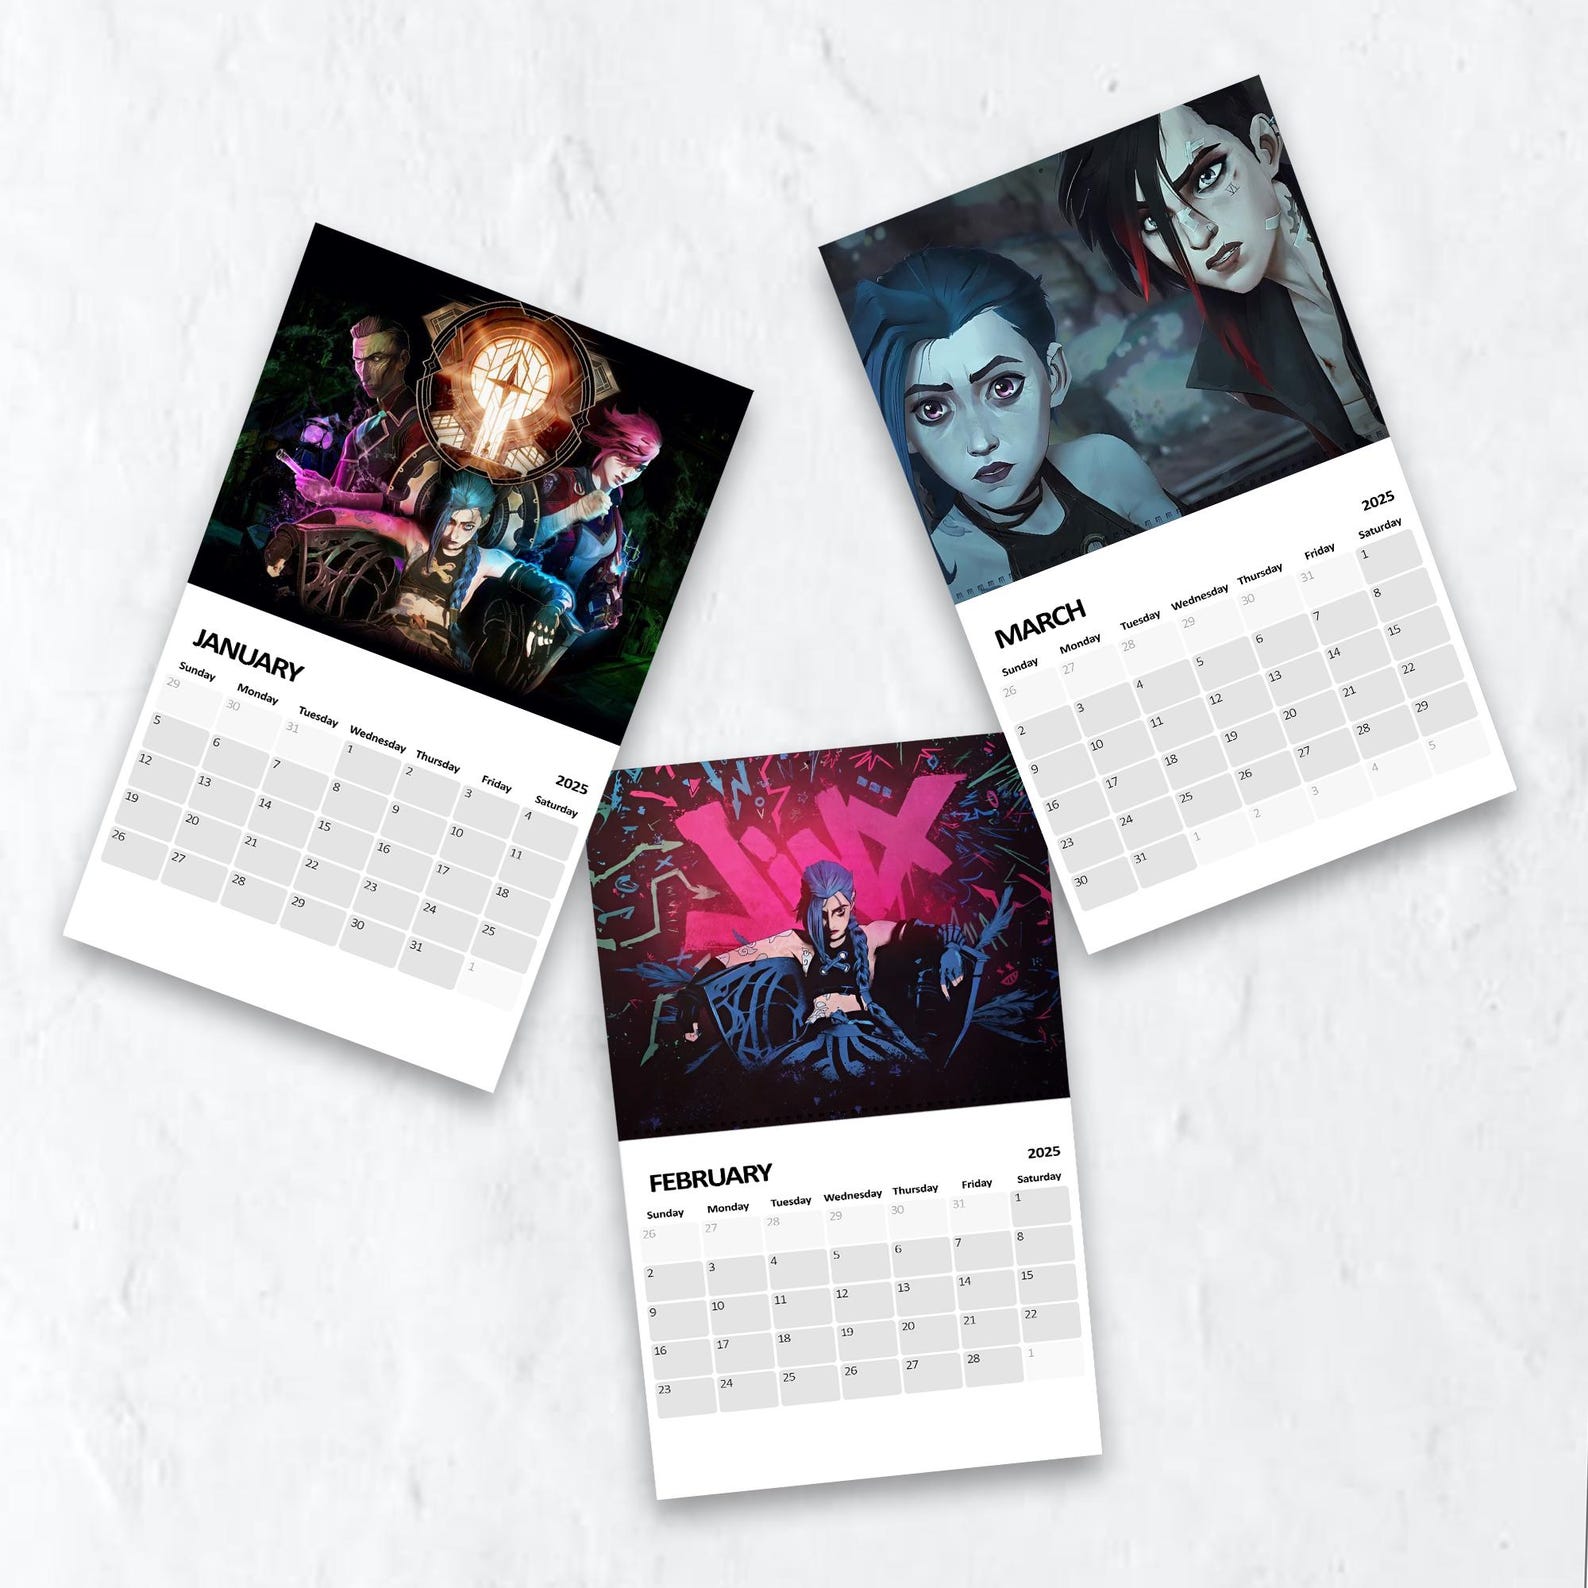 JANUARY
2025
Sunday Monday Tuesday Wednesday Thursday Friday Saturday
29 30 31 1 2 3 4
5 6 7 8 9 10 11
12 13 14 15 16 17 18
19 20 21 22 23 24 25
26 27 28 29 30 31 1
VI
MARCH
2025
Sunday Monday Tuesday Wednesday Thursday Friday Saturday
26 27 28 29 30 31 1
2 3 4 5 6 7 8
9 10 11 12 13 14 15
16 17 18 19 20 21 22
23 24 25 26 27 28 29
30 31 1 2 3 4 5
JINX
FEBRUARY
2025
Sunday Monday Tuesday Wednesday Thursday Friday Saturday
26 27 28 29 30 31 1
2 3 4 5 6 7 8
9 10 11 12 13 14 15
16 17 18 19 20 21 22
23 24 25 26 27 28 1